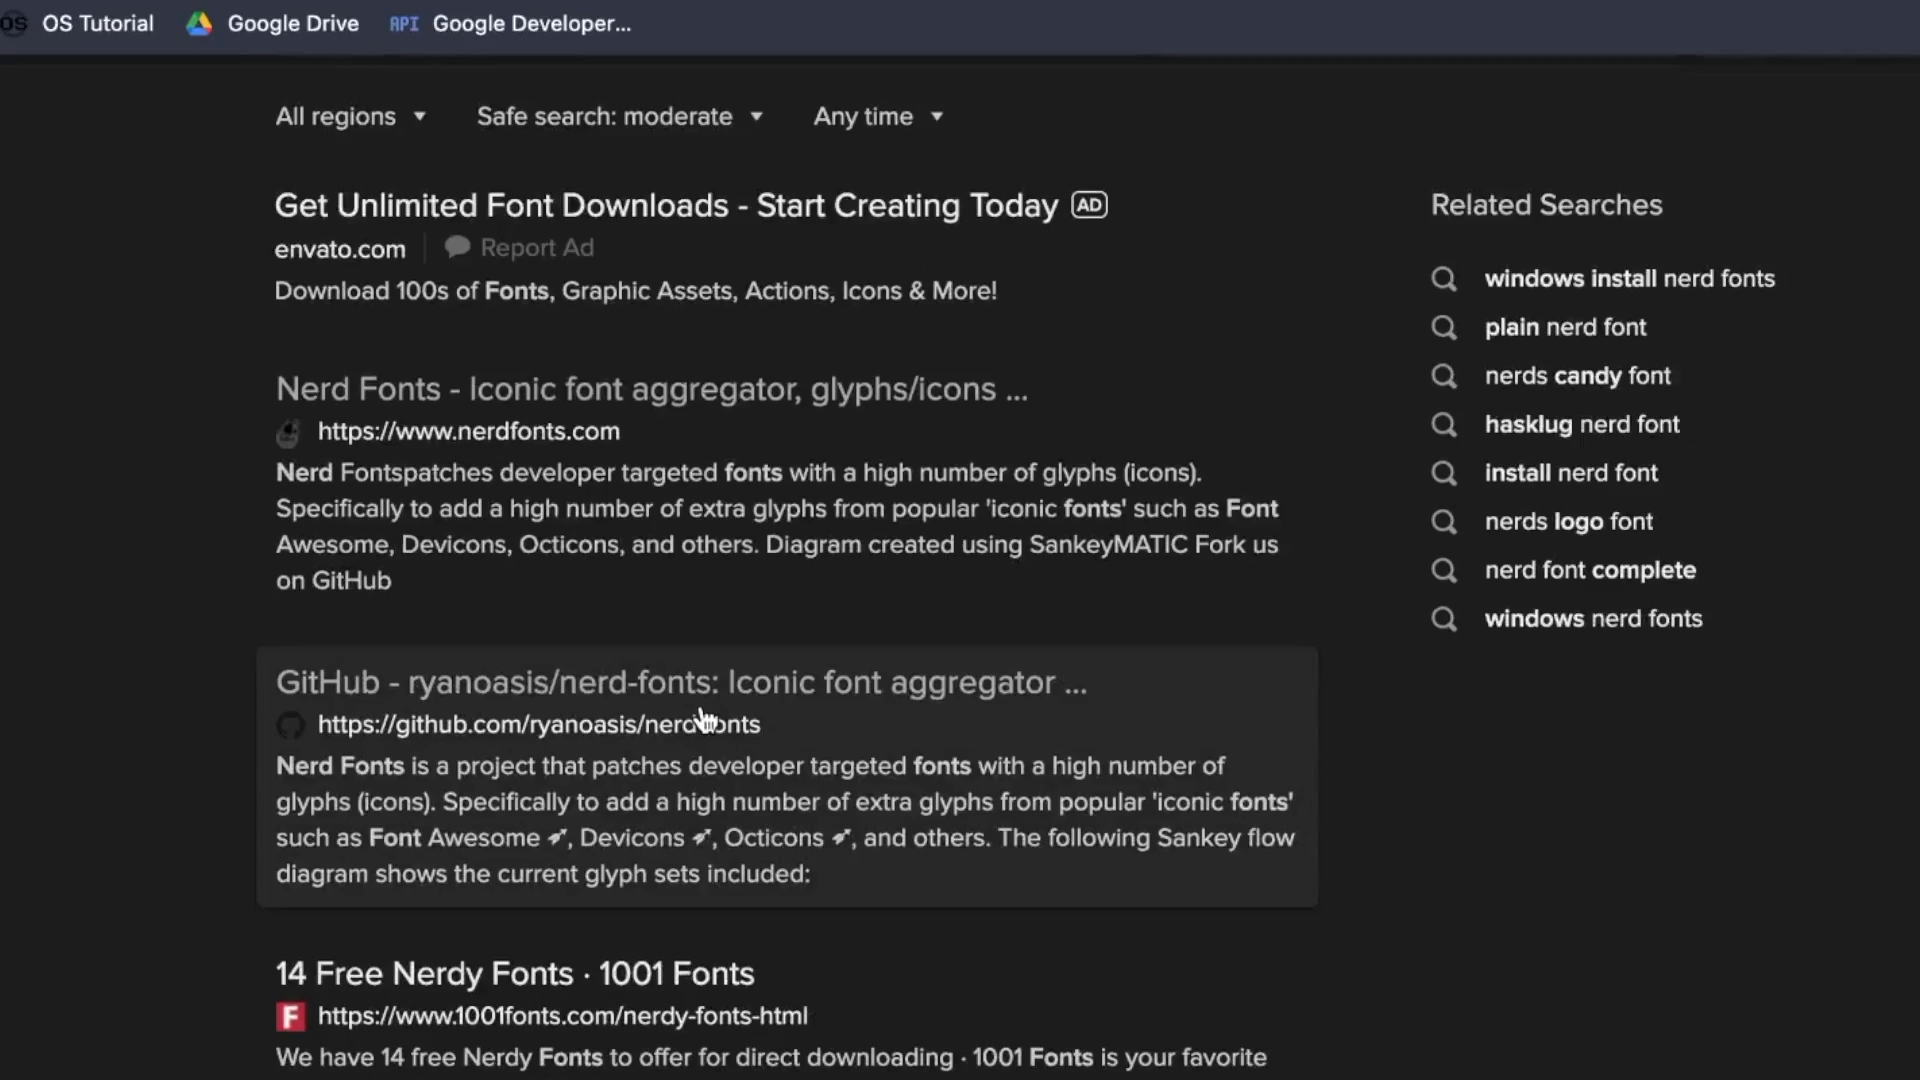 OS OS Tutorial Google Drive API Google Developer...
All regions Safe search: moderate Any time
Get Unlimited Font Downloads - Start Creating Today AD
envato.com Report Ad
Download 100s of Fonts, Graphic Assets, Actions, Icons & More!
Nerd Fonts - Iconic font aggregator, glyphs/icons ...
https://www.nerdfonts.com
Nerd Fontspatches developer targeted fonts with a high number of glyphs (icons).
Specifically to add a high number of extra glyphs from popular 'iconic fonts' such as Font
Awesome, Devicons, Octicons, and others. Diagram created using SankeyMATIC Fork us
on GitHub
GitHub - ryanoasis/nerd-fonts: Iconic font aggregator ...
https://github.com/ryanoasis/nerd-fonts
Nerd Fonts is a project that patches developer targeted fonts with a high number of
glyphs (icons). Specifically to add a high number of extra glyphs from popular 'iconic fonts'
such as Font Awesome, Devicons, Octicons, and others. The following Sankey flow
diagram shows the current glyph sets included:
14 Free Nerdy Fonts · 1001 Fonts
F https://www.1001fonts.com/nerdy-fonts-html
We have 14 free Nerdy Fonts to offer for direct downloading · 1001 Fonts is your favorite
Related Searches
windows install nerd fonts
plain nerd font
nerds candy font
hasklug nerd font
install nerd font
nerds logo font
nerd font complete
windows nerd fonts